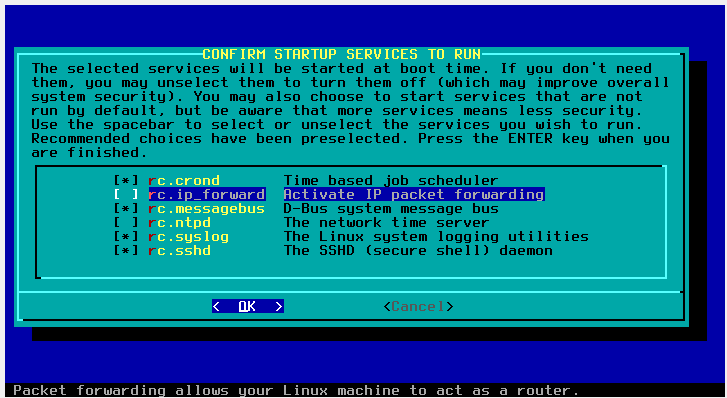 CONFIRM STARTUP SERVICES TO RUN
The selected services will be started at boot time. If you don't need
them, you may unselect them to turn them off (which may improve overall
system security). You may also choose to start services that are not
run by default, but be aware that more services means less security.
Use the spacebar to select or unselect the services you wish to run.
Recommended choices have been preselected. Press the ENTER key when you
are finished.
[*] rc.crond Time based job scheduler
[ ] rc.ip_forward Activate IP packet forwarding
[*] rc.messagebus D-Bus system message bus
[ ] rc.ntpd The network time server
[*] rc.syslog The Linux system logging utilities
[*] rc.sshd The SSHD (secure shell) daemon
< OK > <Cancel>
Packet forwarding allows your Linux machine to act as a router.